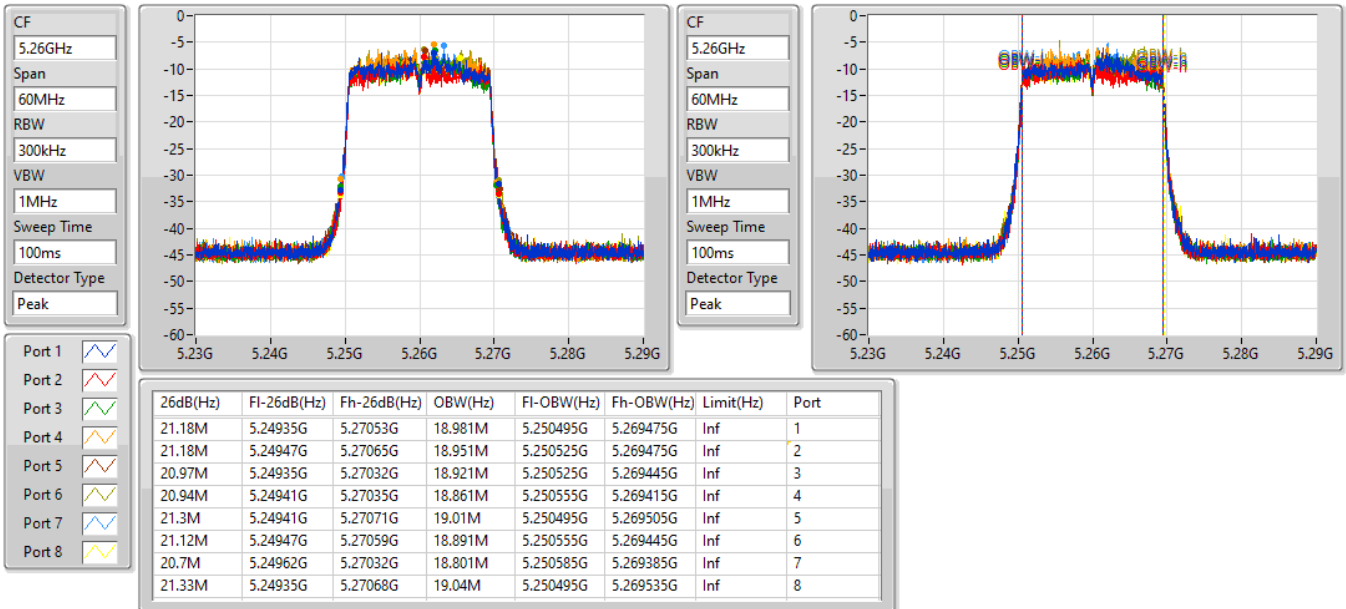 CF
5.26GHz
Span
60MHz
RBW
300kHz
VBW
1MHz
Sweep Time
100ms
Detector Type
Peak
0-
-5-
-10-
-15-
-20-
-25-
-30-
-35-
-40-
-45-
-50-
-55-
-60-
5.23G 5.24G 5.25G 5.26G 5.27G 5.28G 5.29G
CF
5.26GHz
Span
60MHz
RBW
300kHz
VBW
1MHz
Sweep Time
100ms
Detector Type
Peak
0-
-5-
-10-
-15-
-20-
-25-
-30-
-35-
-40-
-45-
-50-
-55-
-60-
5.23G 5.24G 5.25G 5.26G 5.27G 5.28G 5.29G
Port 1
Port 2
Port 3
Port 4
Port 5
Port 6
Port 7
Port 8
26dB(Hz) Fl-26dB(Hz) Fh-26dB(Hz) OBW(Hz) Fl-OBW(Hz) Fh-OBW(Hz) Limit(Hz) Port
21.18M 5.24935G 5.27053G 18.981M 5.250495G 5.269475G Inf 1
21.18M 5.24947G 5.27065G 18.951M 5.250525G 5.269475G Inf 2
20.97M 5.24935G 5.27032G 18.921M 5.250525G 5.269445G Inf 3
20.94M 5.24941G 5.27035G 18.861M 5.250555G 5.269415G Inf 4
21.3M 5.24941G 5.27071G 19.01M 5.250495G 5.269505G Inf 5
21.12M 5.24947G 5.27059G 18.891M 5.250555G 5.269445G Inf 6
20.7M 5.24962G 5.27032G 18.801M 5.250585G 5.269385G Inf 7
21.33M 5.24935G 5.27068G 19.04M 5.250495G 5.269535G Inf 8